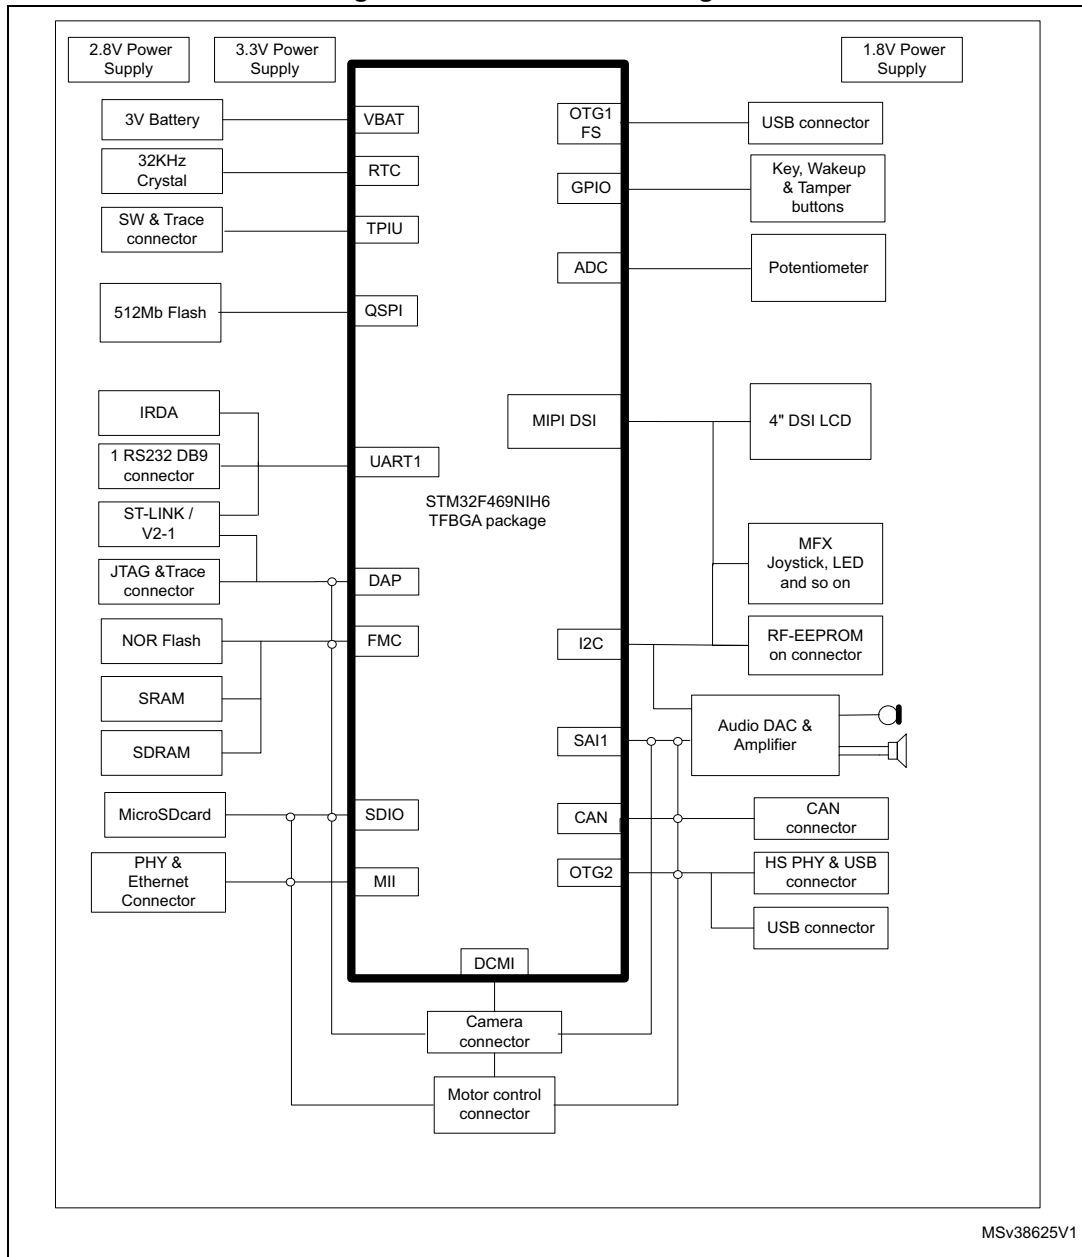 2.8V Power
Supply
3.3V Power
Supply
1.8V Power
Supply
3V Battery
VBAT
OTG1
FS
USB connector
32KHz
Crystal
RTC
GPIO
Key, Wakeup
& Tamper
buttons
SW & Trace
connector
TPIU
ADC
Potentiometer
512Mb Flash
QSPI
IRDA
MIPI DSI
4" DSI LCD
1 RS232 DB9
connector
UART1
STM32F469NIH6
TFBGA package
ST-LINK /
V2-1
MFX
Joystick, LED
and so on
JTAG &Trace
connector
DAP
NOR Flash
FMC
I2C
RF-EEPROM
on connector
SRAM
SDRAM
SAI1
Audio DAC &
Amplifier
MicroSDcard
SDIO
CAN
CAN
connector
PHY &
Ethernet
Connector
MII
OTG2
HS PHY & USB
connector
USB connector
DCMI
Camera
connector
Motor control
connector
MSv38625V1